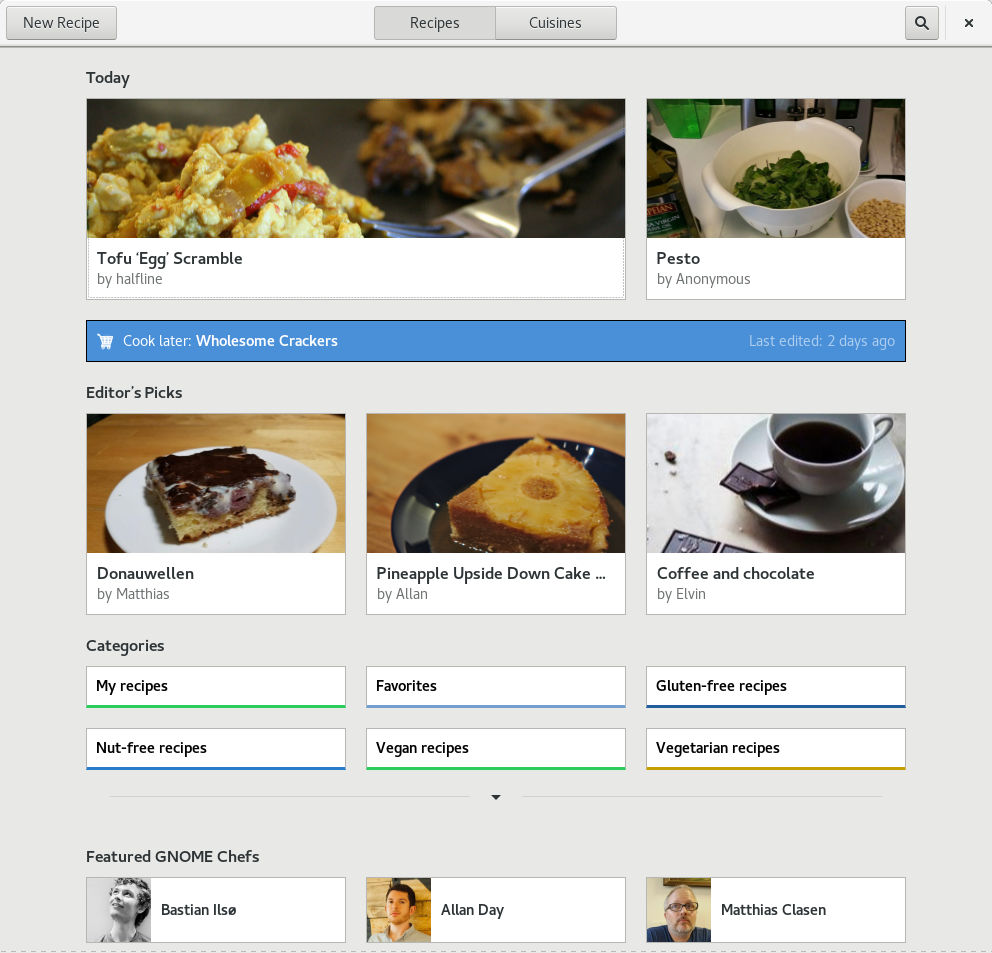 New Recipe
Recipes
Cuisines
Today
Tofu ‘Egg’ Scramble
by halfline
Pesto
by Anonymous
Cook later: Wholesome Crackers
Last edited: 2 days ago
Editor’s Picks
Donauwellen
by Matthias
Pineapple Upside Down Cake ...
by Allan
Coffee and chocolate
by Elvin
Categories
My recipes
Favorites
Gluten-free recipes
Nut-free recipes
Vegan recipes
Vegetarian recipes
Featured GNOME Chefs
Bastian Ilsø
Allan Day
Matthias Clasen